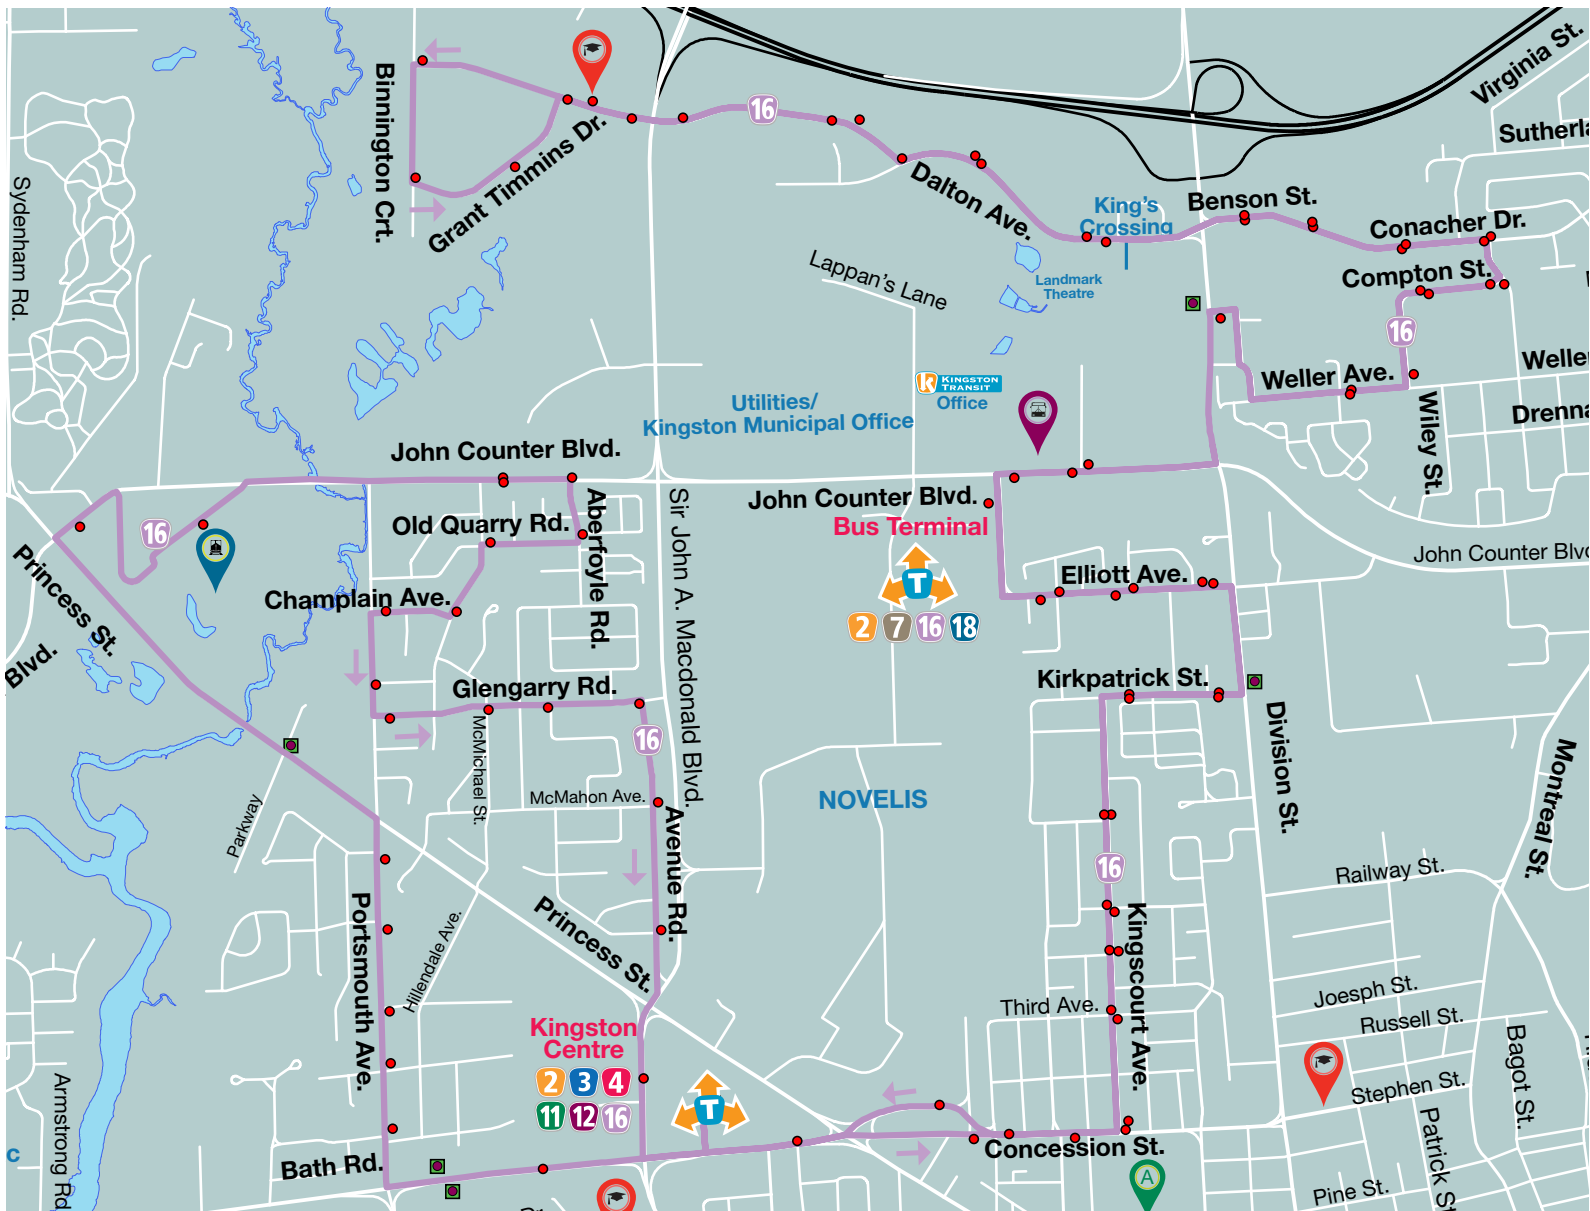 Virginia St.
Binnington Crt.
16
Grant Timmins Dr.
Sutherla
Sydenham Rd.
Dalton Ave.
King's
Crossing
Benson St.
Conacher Dr.
Compton St.
Lappan's Lane
Landmark
Theatre
16
Weller Ave.
Weller
Drenna
Wiley St.
k KINGSTON
TRANSIT
Office
Utilities/
Kingston Municipal Office
John Counter Blvd.
John Counter Blvd.
Bus Terminal
T
2 7 16 18
Sir John A. Macdonald Blvd.
Old Quarry Rd.
Aberfoyle Rd.
16
Princess St.
Blvd.
Champlain Ave.
Elliott Ave.
John Counter Blvd
Glengarry Rd.
Kirkpatrick St.
Division St.
Montreal St.
16
McMichael St.
McMahon Ave.
Avenue Rd.
Parkway
NOVELIS
16
Railway St.
Portsmouth Ave.
Hillendale Ave.
Princess St.
Kingscourt Ave.
Third Ave.
Joesph St.
Russell St.
Stephen St.
Bagot St.
Patrick St
Kingston
Centre
2 3 4
11 12 16
T
Armstrong Rd
c
Bath Rd.
Concession St.
A
Pine St.